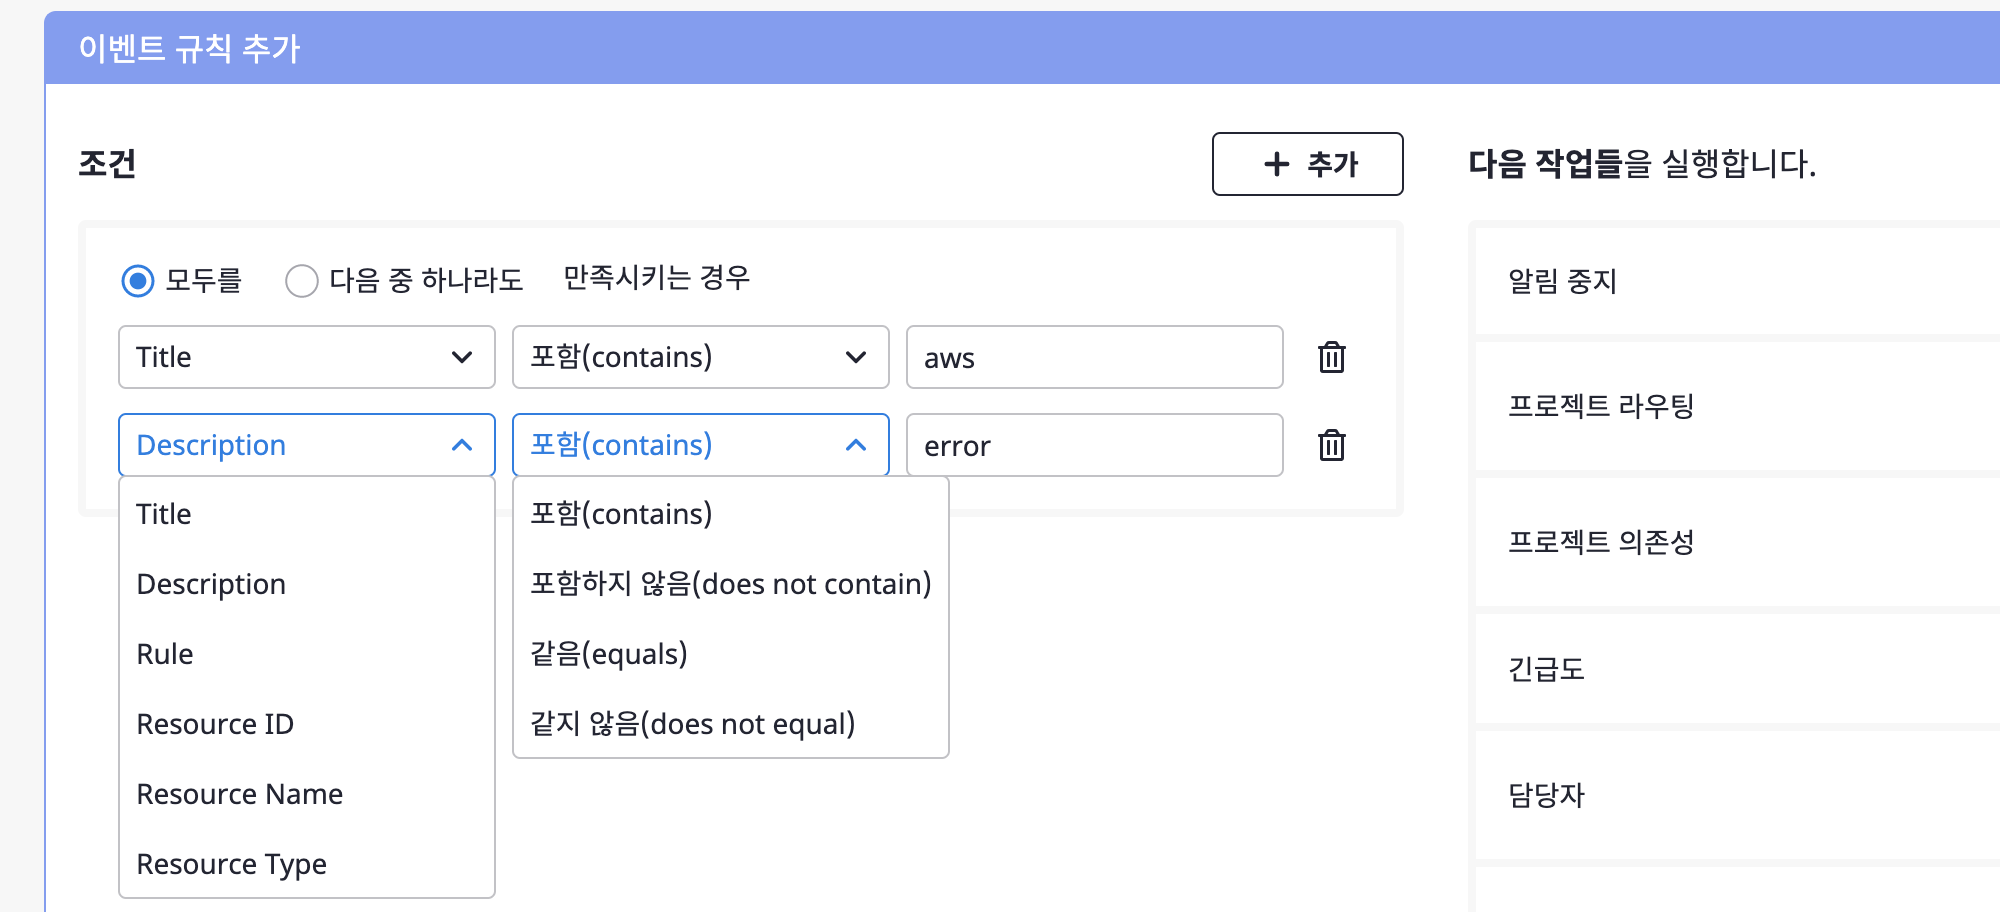 이벤트 규칙 추가
조건
+ 추가
모두를 다음 중 하나라도 만족시키는 경우
Title 포함(contains) aws
Description 포함(contains) error
Title
Description
Rule
Resource ID
Resource Name
Resource Type
포함(contains)
포함하지 않음(does not contain)
같음(equals)
같지 않음(does not equal)
다음 작업들을 실행합니다.
알림 중지
프로젝트 라우팅
프로젝트 의존성
긴급도
담당자